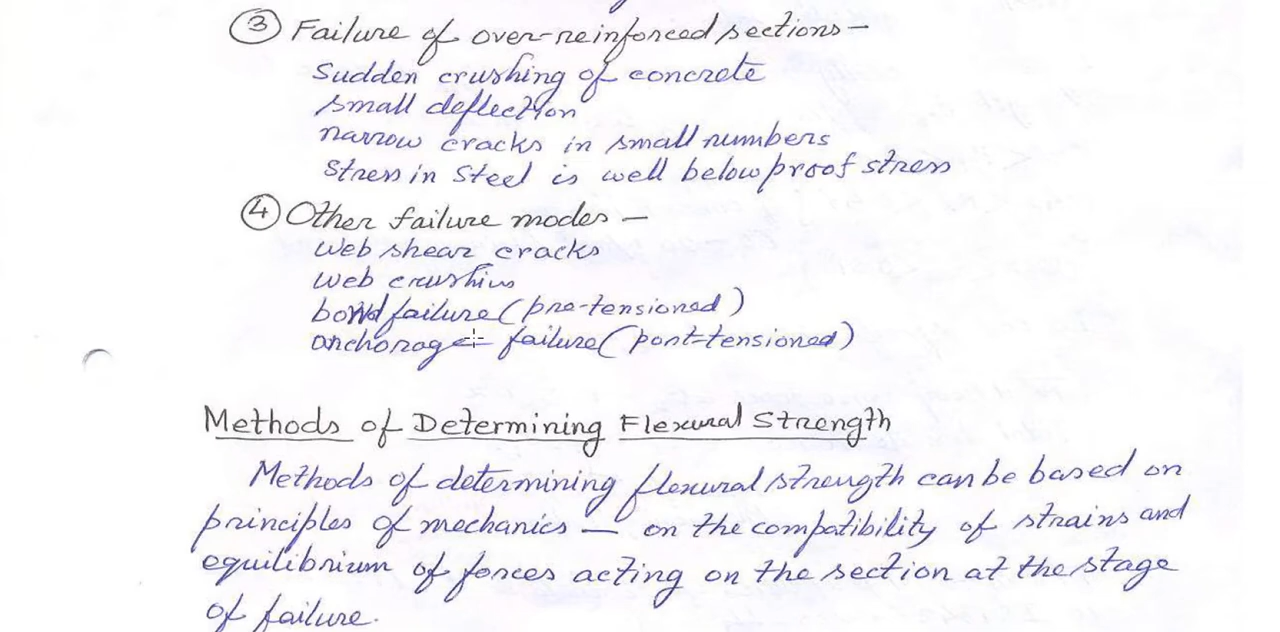 ③ Failure of over-reinforced sections —
Sudden crushing of concrete
small deflection
narrow cracks in small numbers
Stress in Steel is well below proof stress
④ Other failure modes —
Web shear cracks
Web crushing
bond failure (pre-tensioned)
anchorage failure (post-tensioned)
Methods of Determining Flexural Strength
Methods of determining flexural strength can be based on
principles of mechanics — on the compatibility of strains and
equilibrium of forces acting on the section at the stage
of failure.